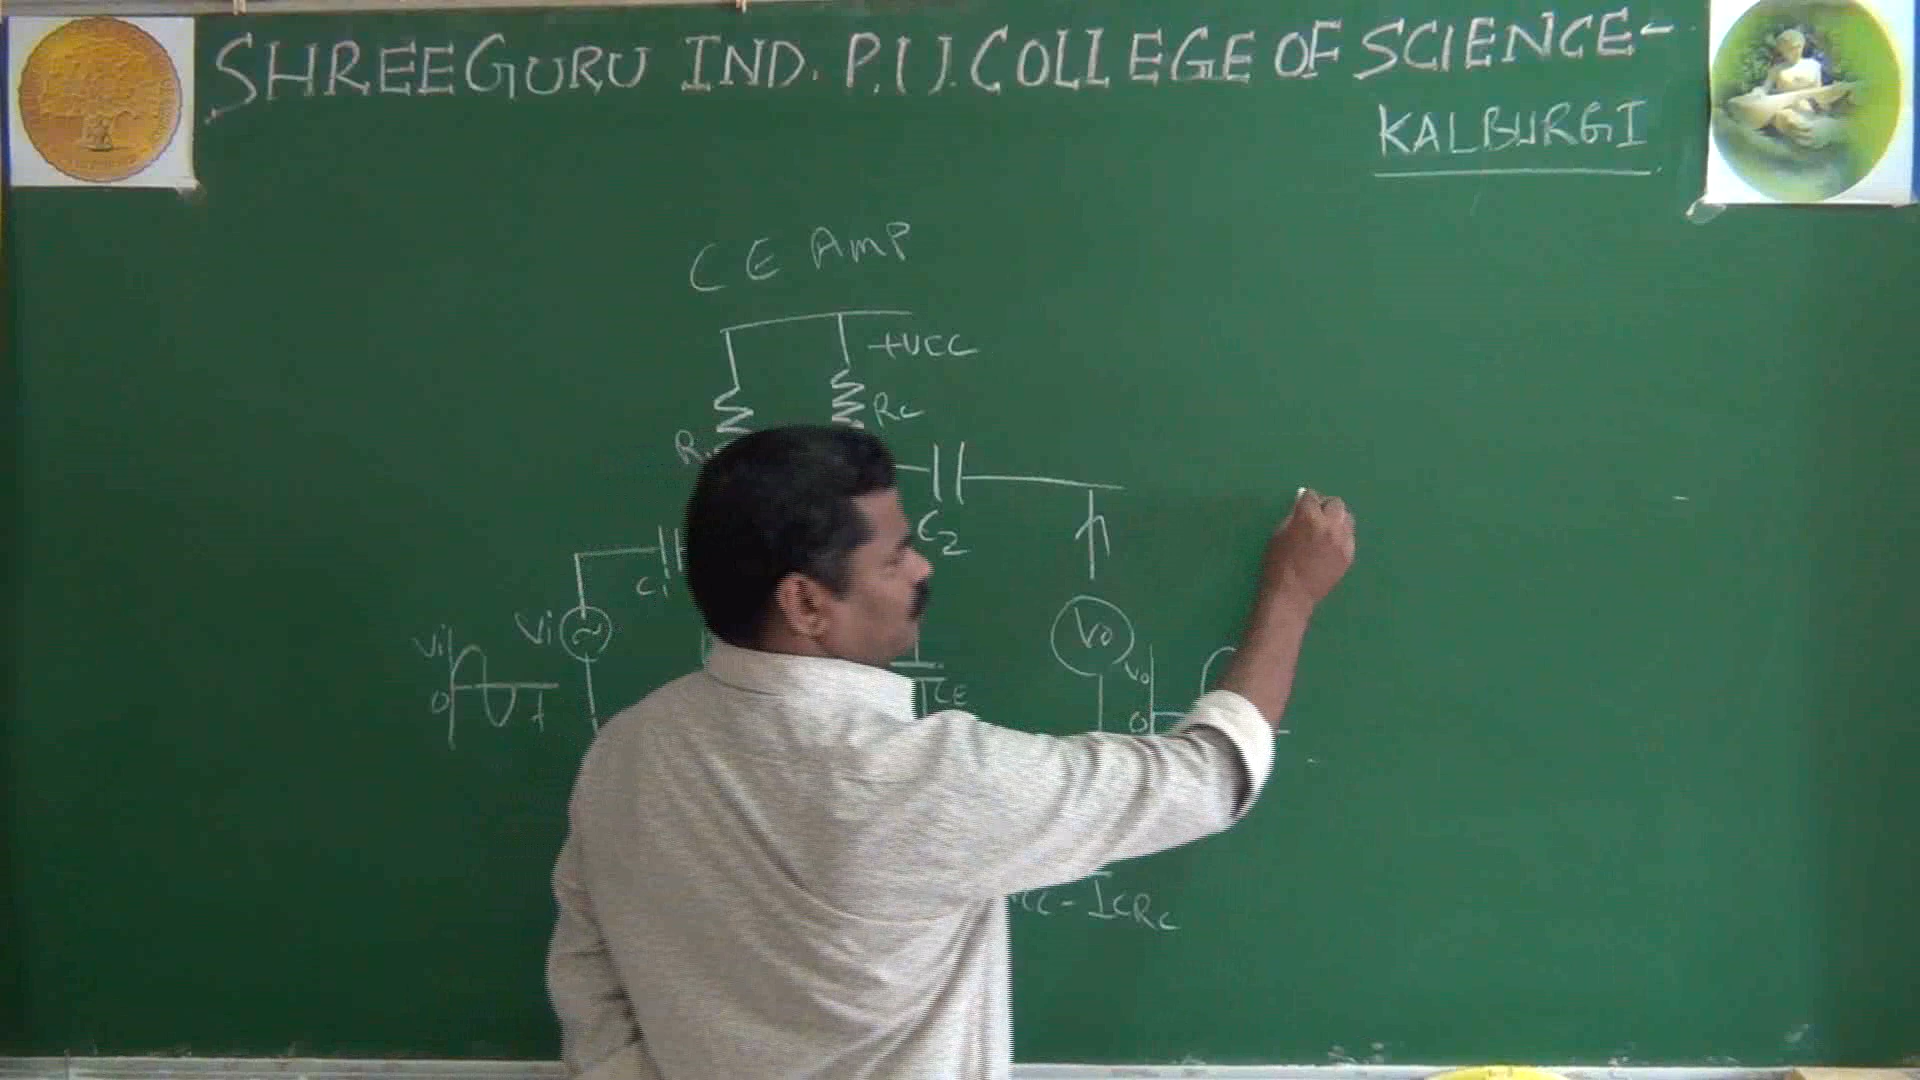 SHREEGURU IND. P.U. COLLEGE OF SCIENCE-
KALBURGI
CE AMP
+VCC
RC
R
C2
C1
Vi
Vi
0
t
Vo
Vo
0
CE
CC - ICRC